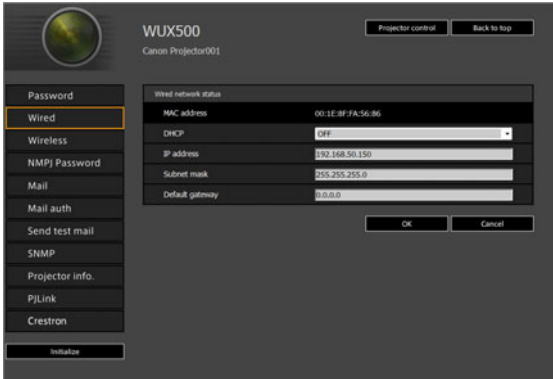 WUX500
Canon Projector001
Projector control
Back to top
Password
Wired
Wireless
NMPJ Password
Mail
Mail auth
Send test mail
SNMP
Projector info.
PJLink
Crestron
Initialize
Wired network status
MAC address 00:1E:8F:FA:56:86
DHCP OFF
IP address 192.168.50.150
Subnet mask 255.255.255.0
Default gateway 0.0.0.0
OK
Cancel